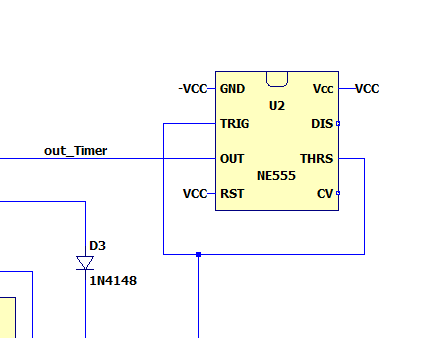 -VCC GND Vcc VCC
U2
TRIG DIS
out_Timer OUT THRS
NE555
VCC RST CV
D3
1N4148